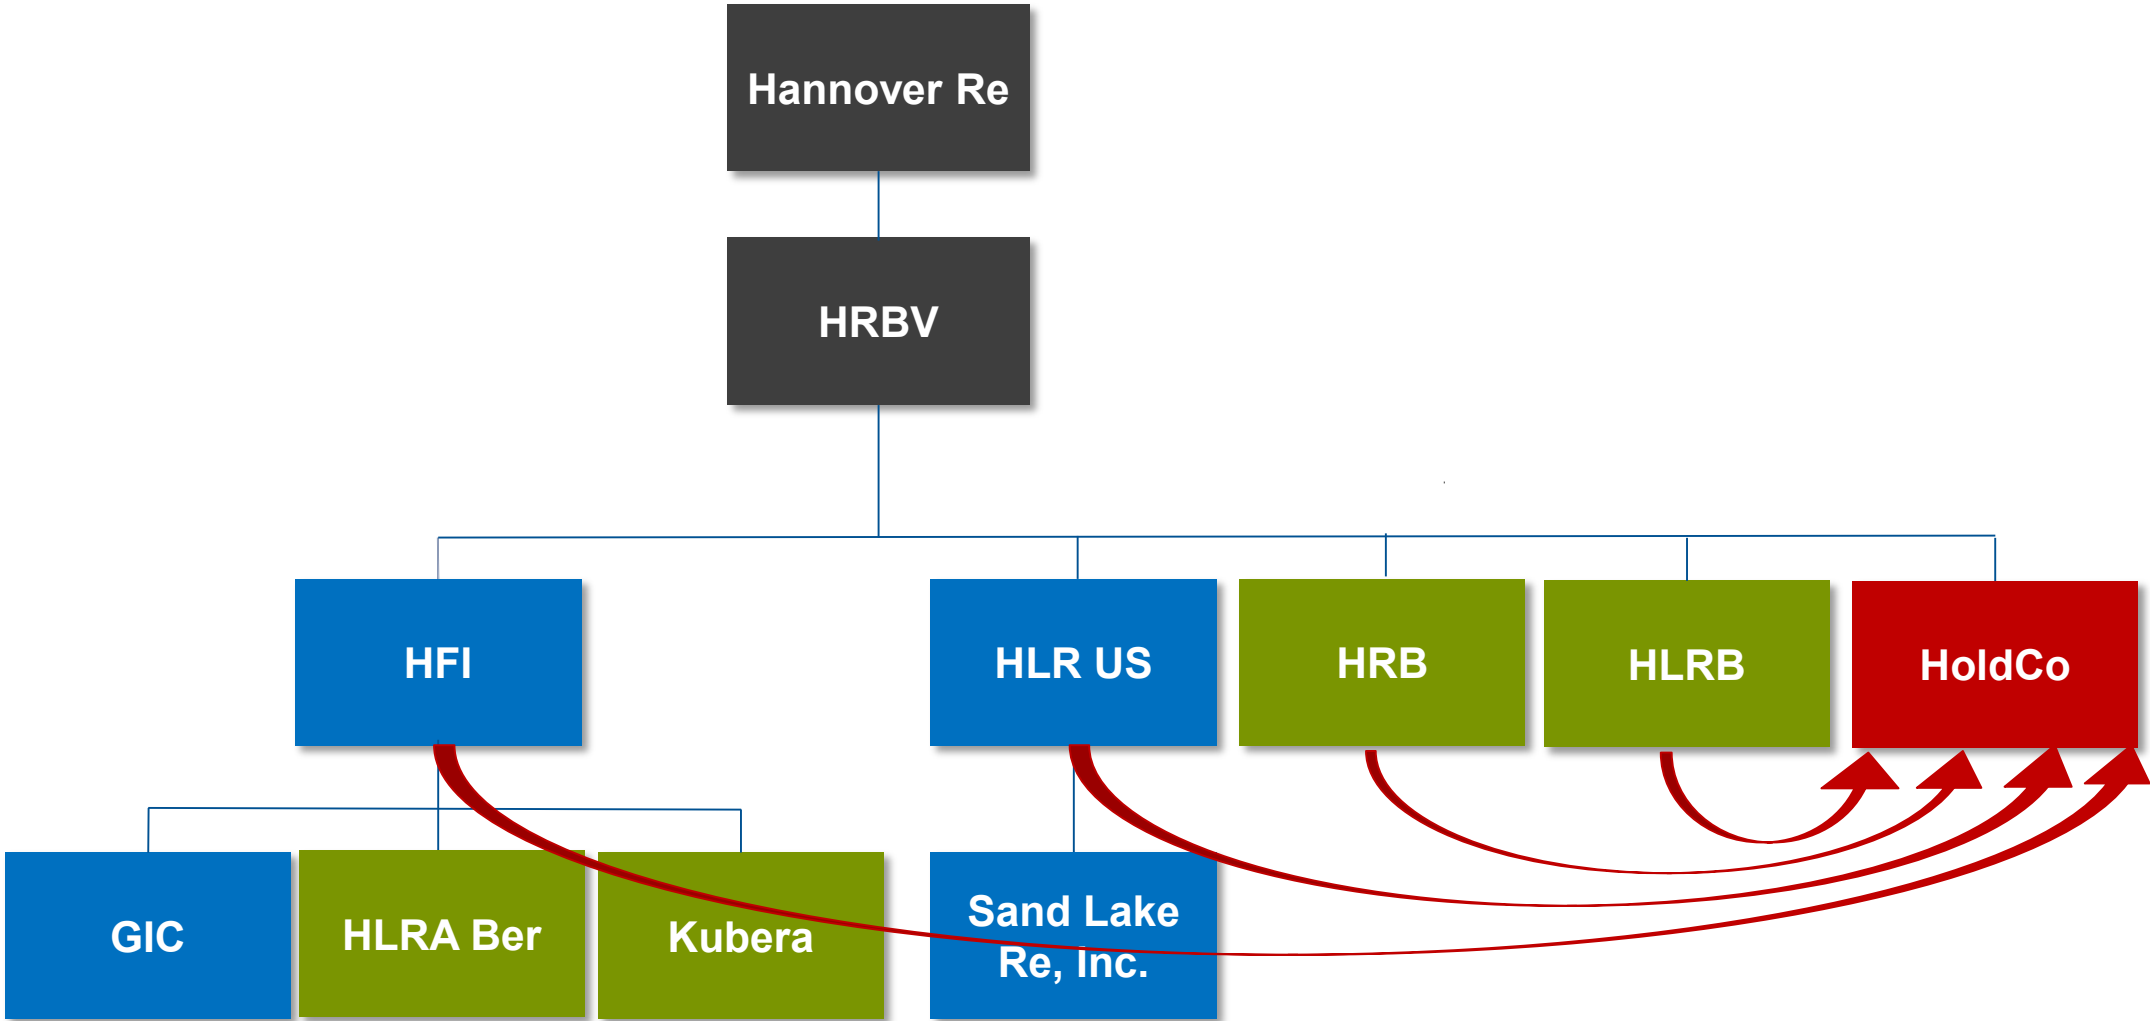 Hannover Re
HRBV
HFI
HLR US
HRB
HLRB
HoldCo
GIC
HLRA Ber
Kubera
Sand Lake
Re, Inc.